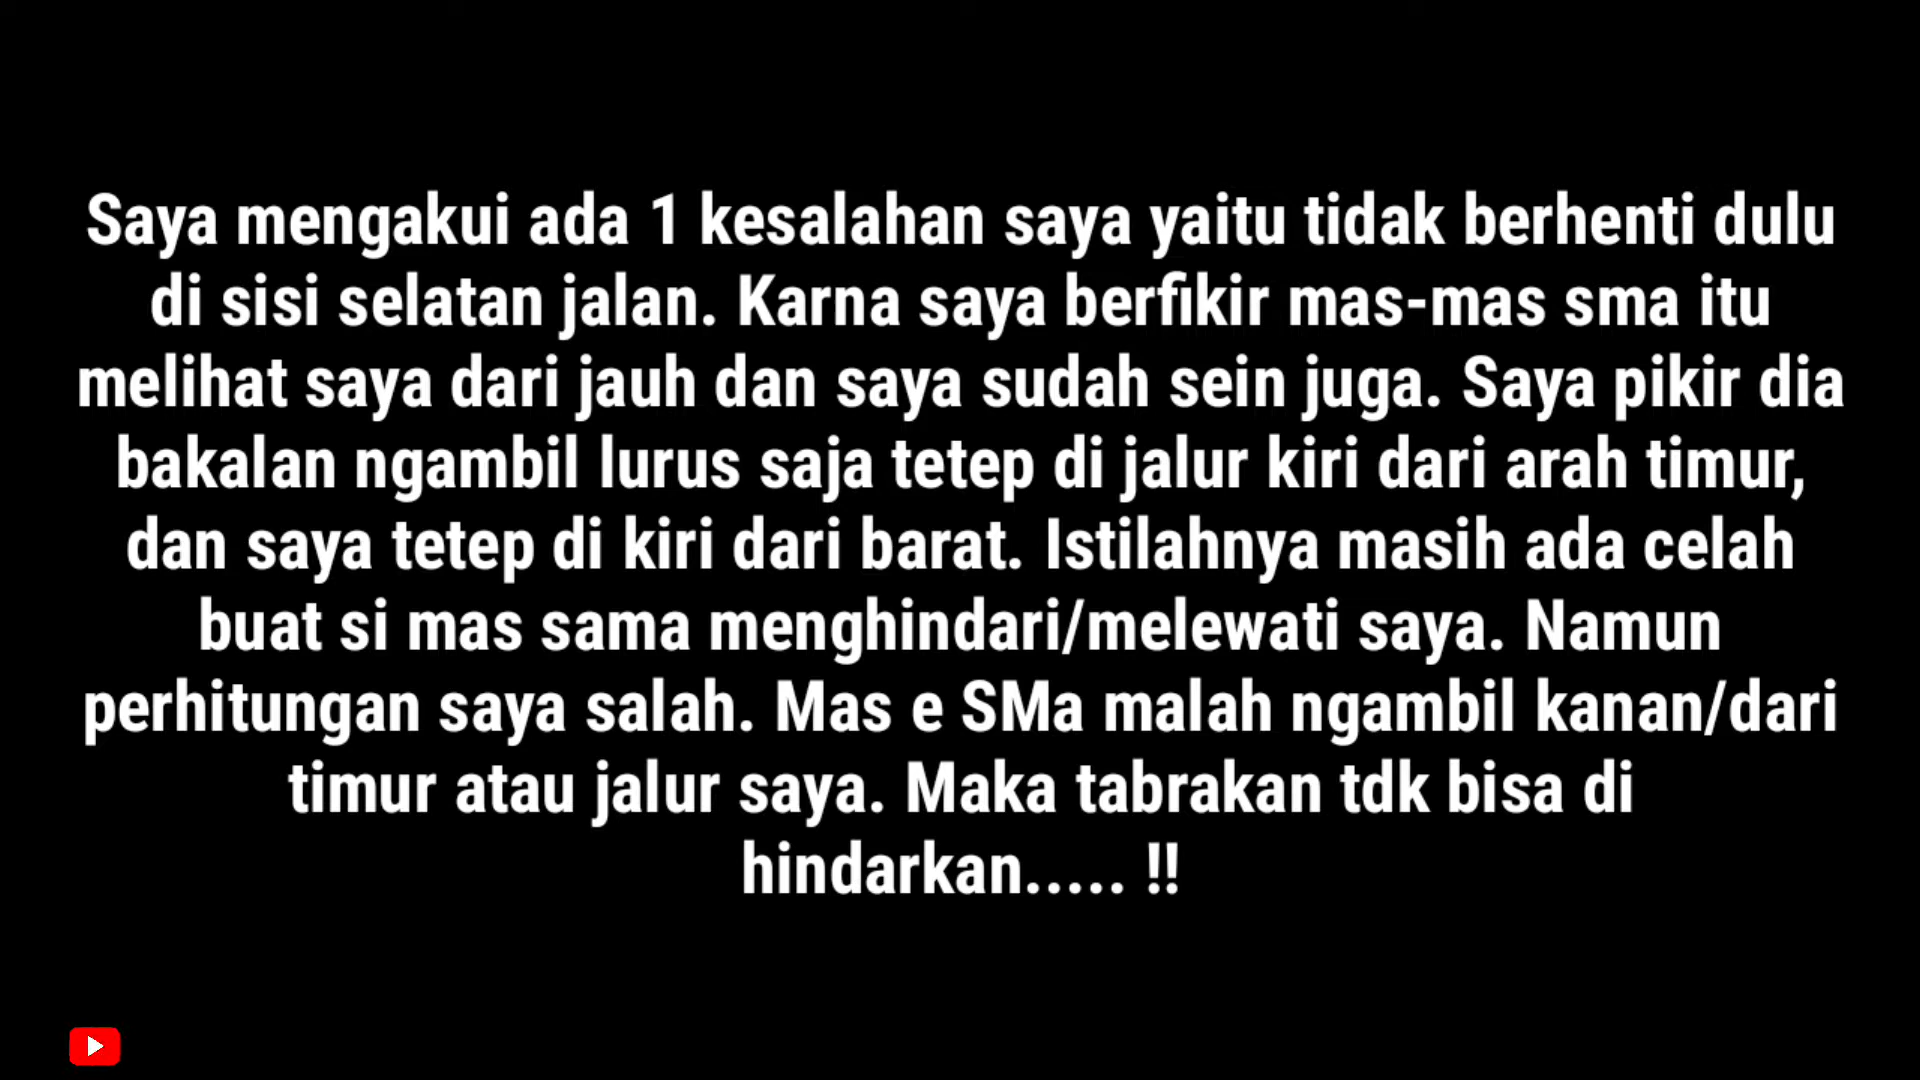 Saya mengakui ada 1 kesalahan saya yaitu tidak berhenti dulu
di sisi selatan jalan. Karna saya berfikir mas-mas sma itu
melihat saya dari jauh dan saya sudah sein juga. Saya pikir dia
bakalan ngambil lurus saja tetep di jalur kiri dari arah timur,
dan saya tetep di kiri dari barat. Istilahnya masih ada celah
buat si mas sama menghindari/melewati saya. Namun
perhitungan saya salah. Mas e SMa malah ngambil kanan/dari
timur atau jalur saya. Maka tabrakan tdk bisa di
hindarkan..... !!